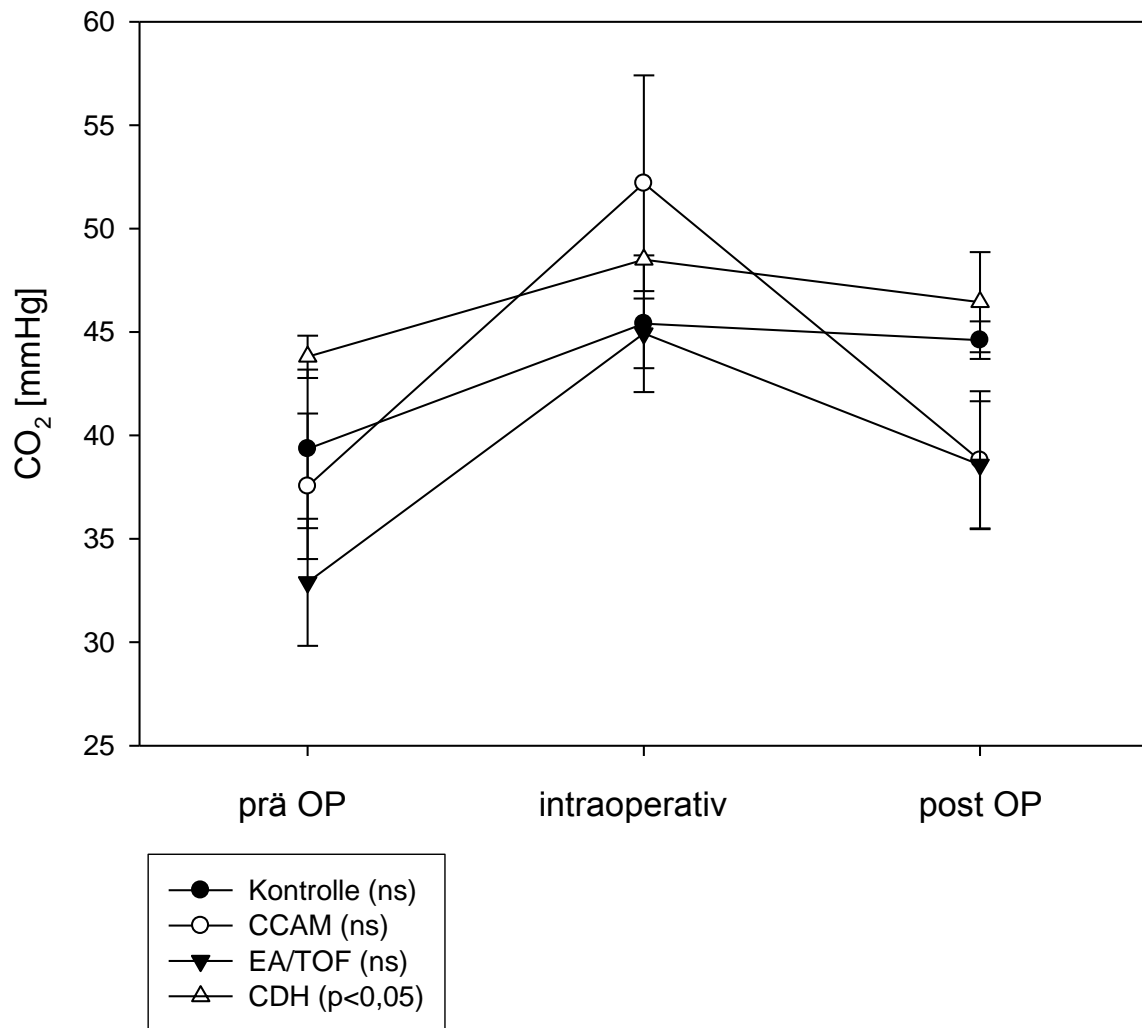 60
55
50
45
40
35
30
25
CO₂ [mmHg]
prä OP intraoperativ post OP
Kontrolle (ns)
CCAM (ns)
EA/TOF (ns)
CDH (p<0,05)